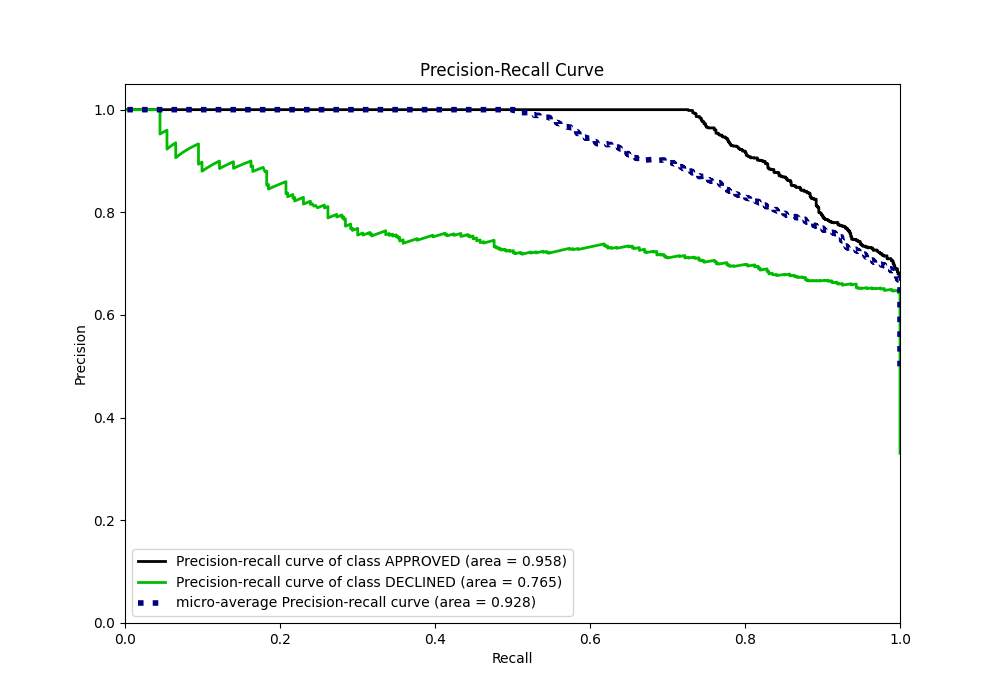 Precision-Recall Curve
1.0
0.8
0.6
0.4
0.2
0.0
Precision
Precision-recall curve of class APPROVED (area = 0.958)
Precision-recall curve of class DECLINED (area = 0.765)
micro-average Precision-recall curve (area = 0.928)
0.0 0.2 0.4 0.6 0.8 1.0
Recall